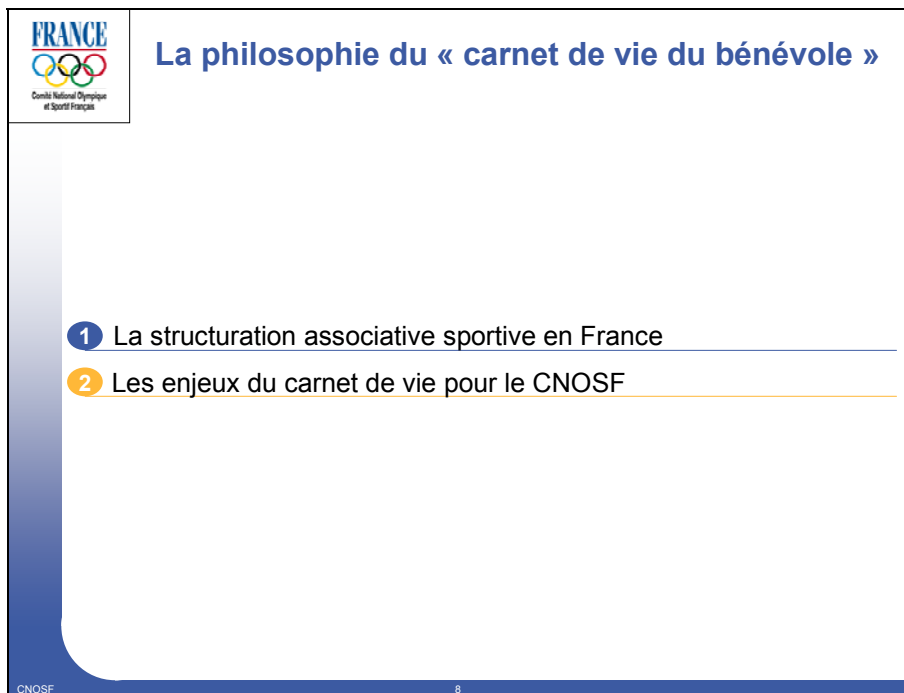 FRANCE
Comité National Olympique
et Sportif Français
La philosophie du « carnet de vie du bénévole »
1 La structuration associative sportive en France
2 Les enjeux du carnet de vie pour le CNOSF
CNOSF 8